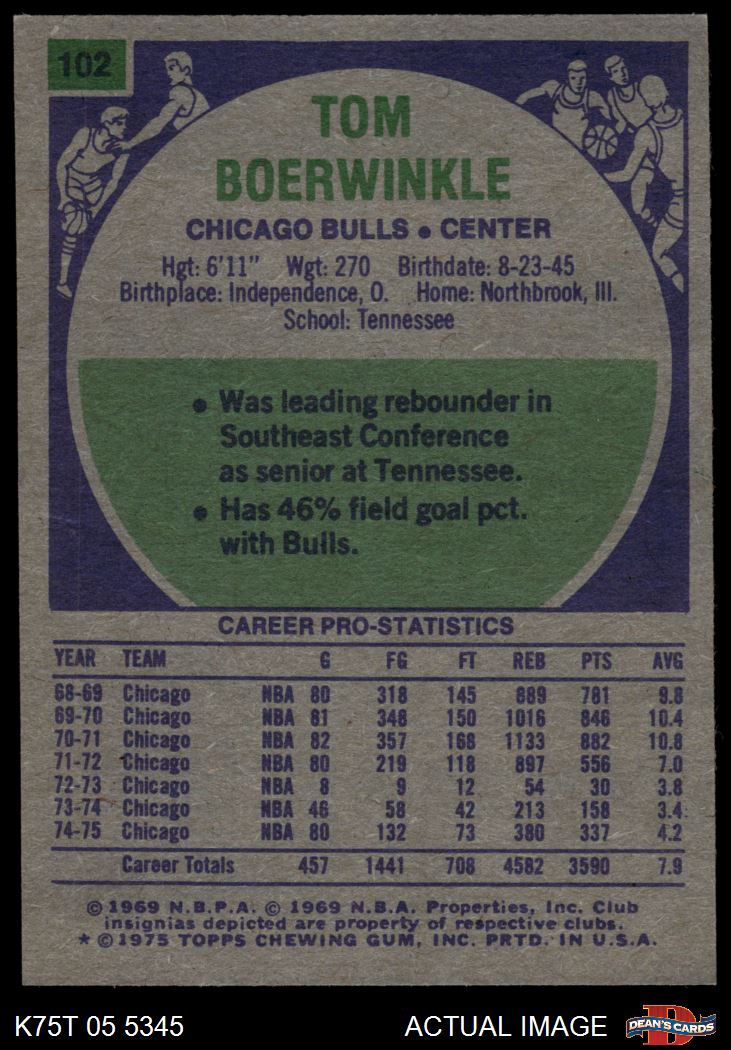 102
TOM
BOERWINKLE
CHICAGO BULLS • CENTER
Hgt: 6'11" Wgt: 270 Birthdate: 8-23-45
Birthplace: Independence, O. Home: Northbrook, Ill.
School: Tennessee
• Was leading rebounder in
Southeast Conference
as senior at Tennessee.
• Has 46% field goal pct.
with Bulls.
CAREER PRO-STATISTICS
YEAR TEAM G FG FT REB PTS AVG
68-69 Chicago NBA 80 318 145 889 781 9.8
69-70 Chicago NBA 81 348 150 1016 846 10.4
70-71 Chicago NBA 82 357 168 1133 882 10.8
71-72 Chicago NBA 80 219 118 897 556 7.0
72-73 Chicago NBA 8 9 12 54 30 3.8
73-74 Chicago NBA 46 58 42 213 158 3.4
74-75 Chicago NBA 80 132 73 380 337 4.2
Career Totals 457 1441 708 4582 3590 7.9
© 1969 N.B.P.A. © 1969 N.B.A. Properties, Inc. Club
insignias depicted are property of respective clubs.
* © 1975 TOPPS CHEWING GUM, INC. PRTD. IN U.S.A.
K75T 05 5345 ACTUAL IMAGE D DEAN'S CARDS